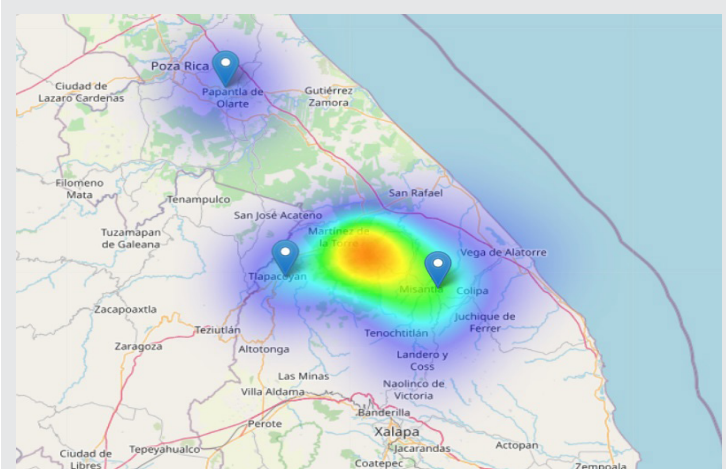 Poza Rica
Ciudad de
Lazaro Cardenas
Papantla de
Olarte
Gutiérrez
Zamora
Filomeno
Mata
Tenampulco
San Rafael
San José Acateno
Tuzamapan
de Galeana
Martínez de
la Torre
Vega de Alatorre
Tlapacoyan
Misantla
Colipa
Zacapoaxtla
Juchique de
Ferrer
Teziutlán
Tenochtitlán
Zaragoza
Altotonga
Landero y
Coss
Las Minas
Naolinco de
Victoria
Villa Aldama
Banderilla
Perote
Xalapa
Ciudad de
Libres
Tepeyahualco
Jacarandas
Actopan
Coatepec
Zempoala